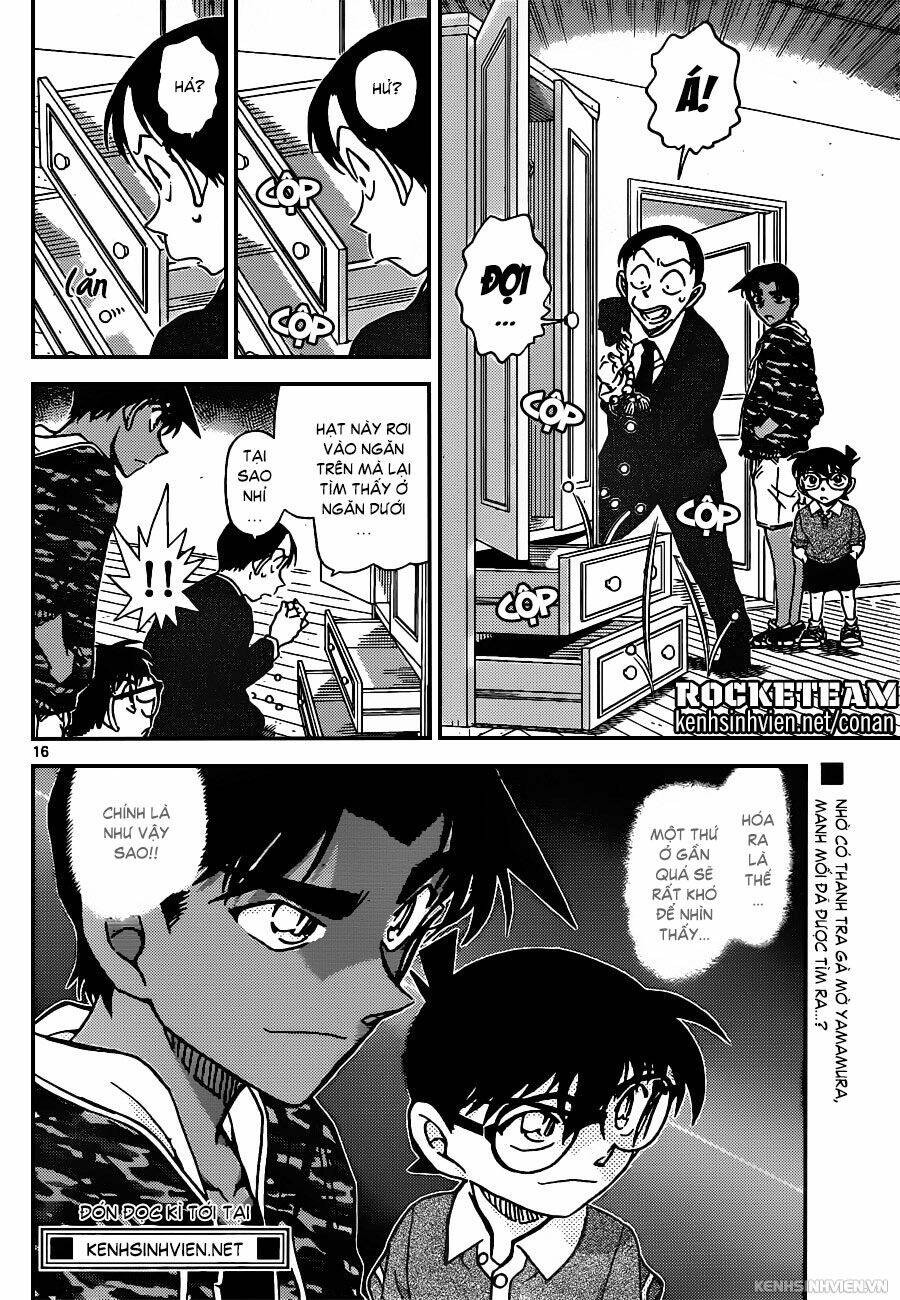 Á!
ĐỢI
...
CỘP
CỘP
CỘP
HỬ?
CỘP
CỘP
HẢ?
lăn
HẠT NÀY RƠI
VÀO NGĂN
TRÊN MÀ LẠI
TÌM THẤY Ở
NGĂN DƯỚI
...
TẠI
SAO
NHỈ
...
!!
ROCKETEAM
kenhsinhvien.net/conan
16
HÓA
RA LÀ
THẾ
...
MỘT THỨ
Ở GẦN
QUÁ SẼ
RẤT KHÓ
ĐỂ NHÌN
THẤY...
CHÍNH LÀ
NHƯ VẬY
SAO!!
NHỜ CÓ THANH TRA GÀ MỜ YAMAMURA,
MANH MỐI ĐÃ ĐƯỢC TÌM RA...?
ĐÓN ĐỌC KÌ TỚI TẠI
KENHSINHVIEN.NET
KENHSINHVIEN.VN